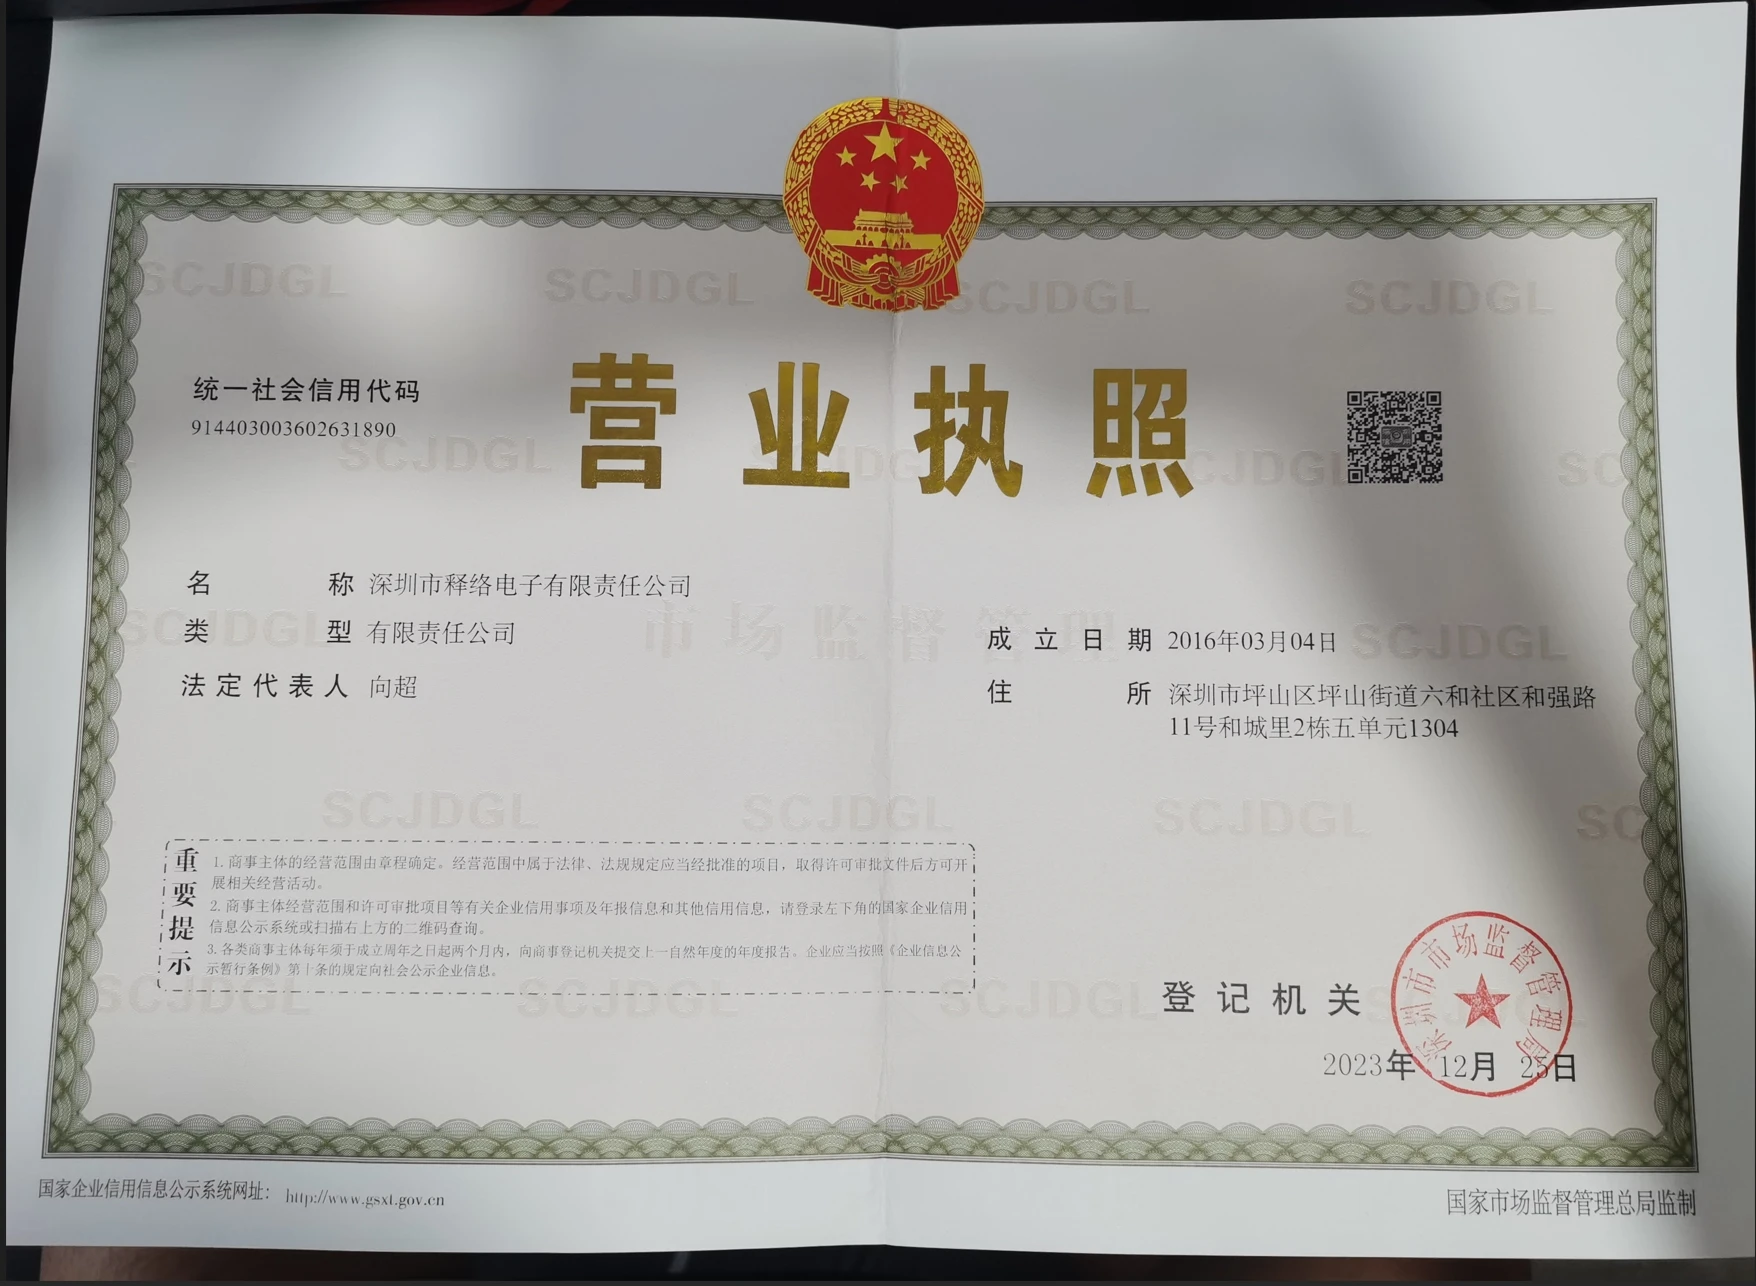 营业执照
统一社会信用代码
914403003602631890
名称 深圳市释络电子有限责任公司
类型 有限责任公司
法定代表人 向超
成立日期 2016年03月04日
住所 深圳市坪山区坪山街道六和社区和强路
11号和城里2栋五单元1304
重要提示
1. 商事主体的经营范围由章程确定。经营范围中属于法律、法规规定应当经批准的项目，取得许可审批文件后方可开
展相关经营活动。
2. 商事主体经营范围和许可审批项目等有关企业信用事项及年报信息和其他信用信息，请登录左下角的国家企业信用
信息公示系统或扫描右上方的二维码查询。
3. 各类商事主体每年须于成立周年之日起两个月内，向商事登记机关提交上一自然年度的年度报告。企业应当按照《企业信息公
示暂行条例》第十条的规定向社会公示企业信息。
登记机关
深圳市市场监督管理局
2023年 12月 25日
国家企业信用信息公示系统网址： http://www.gsxt.gov.cn
国家市场监督管理总局监制
市场监督管理
SCJDGL